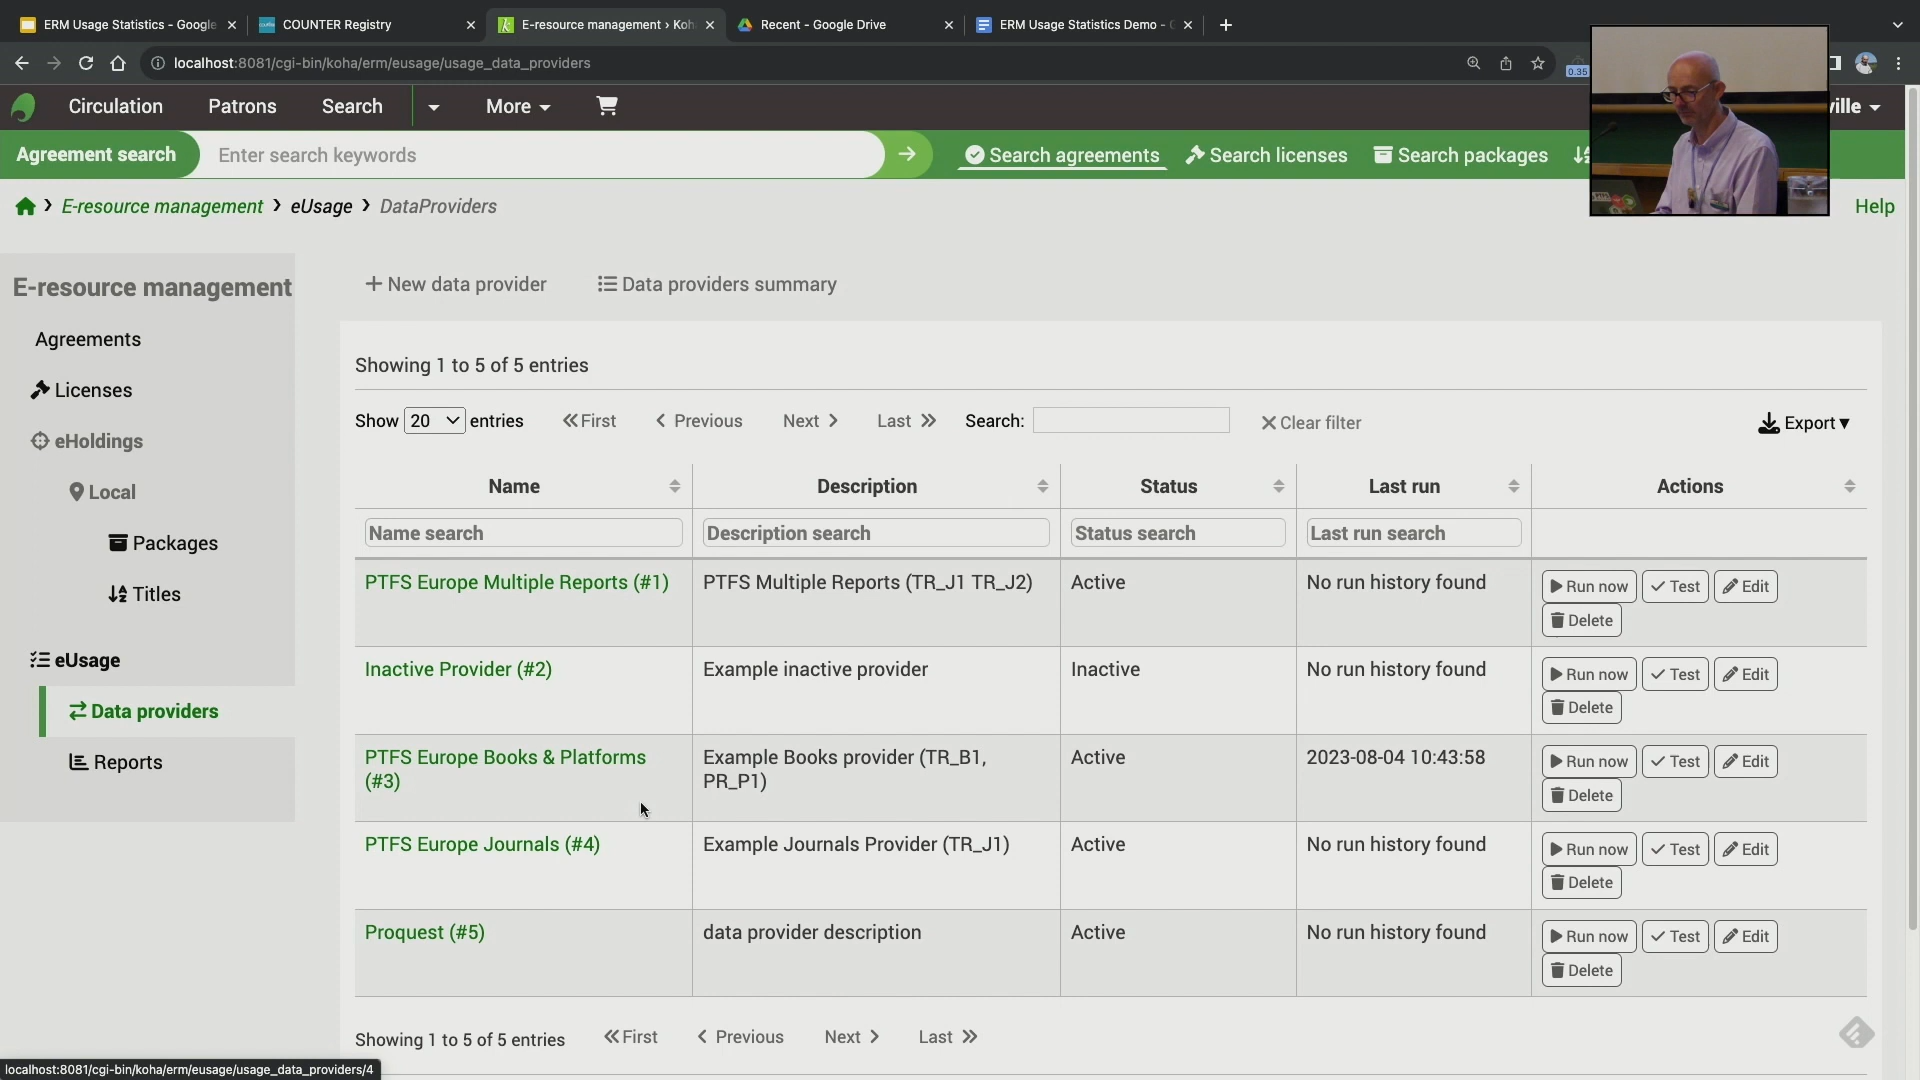 ERM Usage Statistics - Google
COUNTER Registry
E-resource management › Koh
Recent - Google Drive
ERM Usage Statistics Demo -
localhost:8081/cgi-bin/koha/erm/eusage/usage_data_providers
0.35
Circulation
Patrons
Search
More
ville
Agreement search
Enter search keywords
Search agreements
Search licenses
Search packages
E-resource management
eUsage
DataProviders
Help
E-resource management
Agreements
Licenses
eHoldings
Local
Packages
Titles
eUsage
Data providers
Reports
+ New data provider
Data providers summary
Showing 1 to 5 of 5 entries
Show 20 entries
First
Previous
Next
Last
Search:
Clear filter
Export
Name Description Status Last run Actions
Name search Description search Status search Last run search
PTFS Europe Multiple Reports (#1) PTFS Multiple Reports (TR_J1 TR_J2) Active No run history found Run now Test Edit
Delete
Inactive Provider (#2) Example inactive provider Inactive No run history found Run now Test Edit
Delete
PTFS Europe Books & Platforms Example Books provider (TR_B1, Active 2023-08-04 10:43:58 Run now Test Edit
(#3) PR_P1) Delete
PTFS Europe Journals (#4) Example Journals Provider (TR_J1) Active No run history found Run now Test Edit
Delete
Proquest (#5) data provider description Active No run history found Run now Test Edit
Delete
Showing 1 to 5 of 5 entries First Previous Next Last
localhost:8081/cgi-bin/koha/erm/eusage/usage_data_providers/4